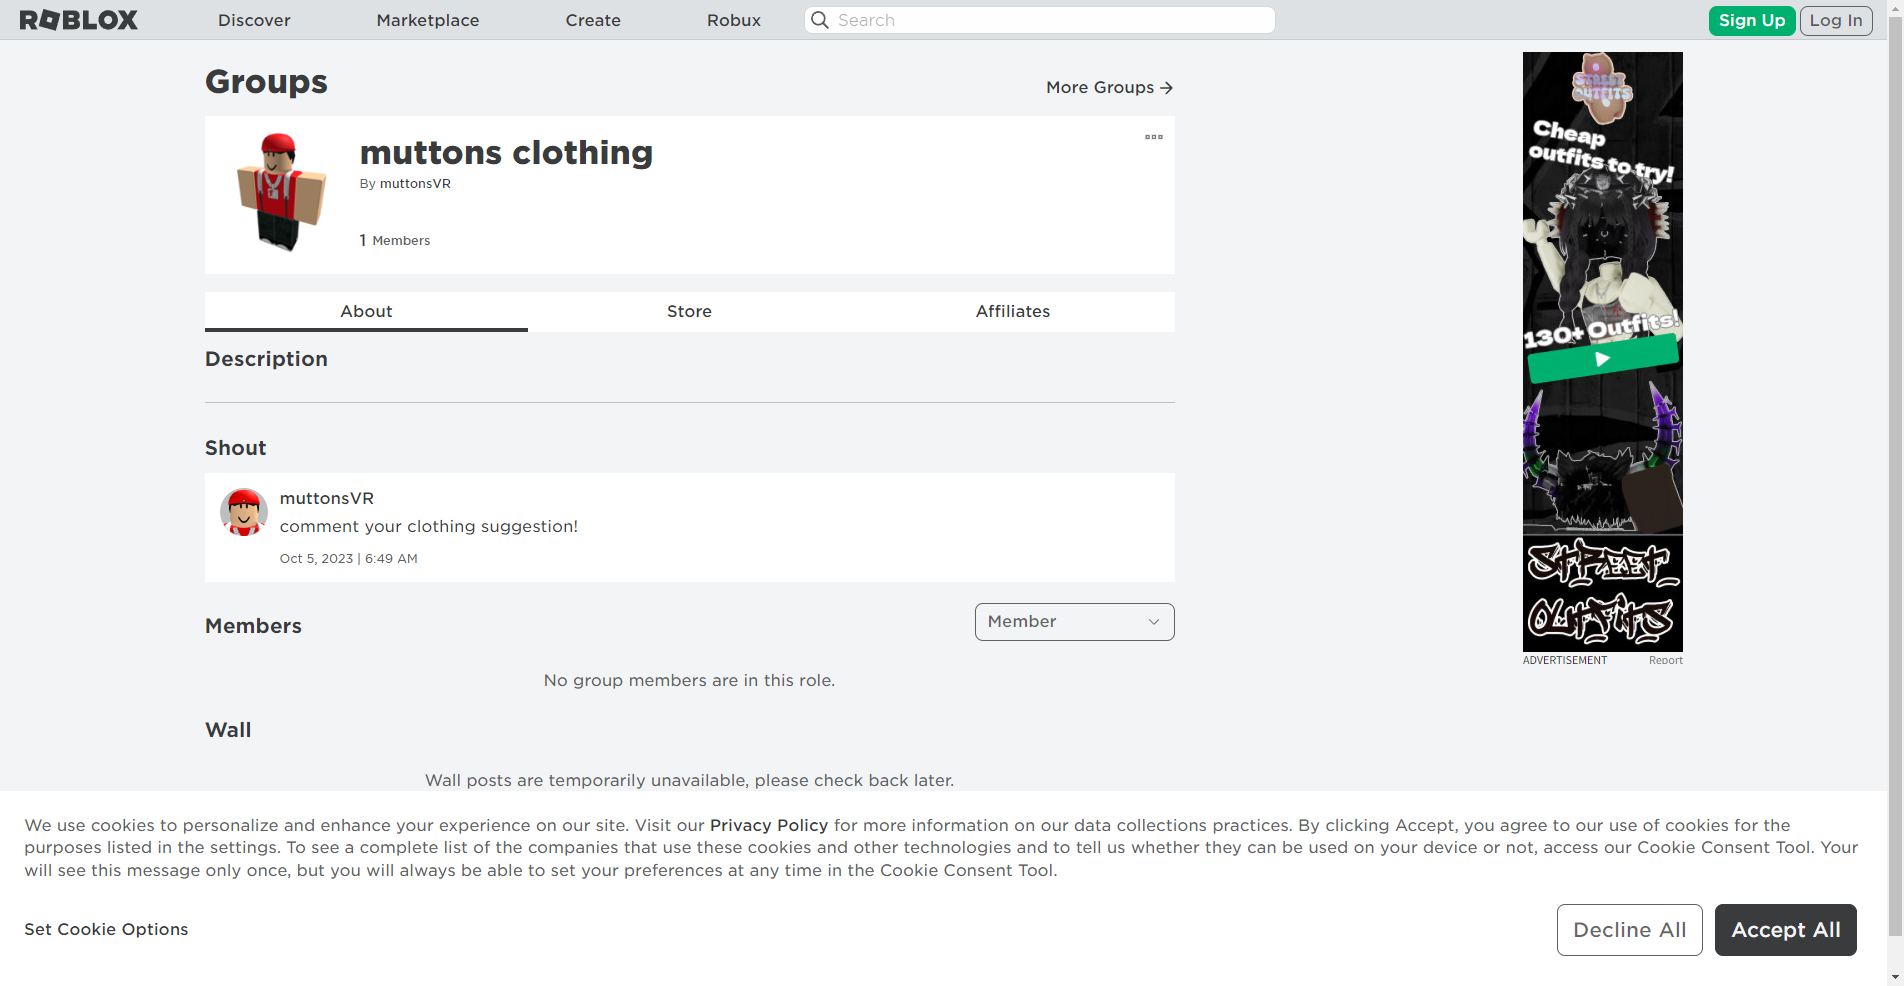 ROBLOX
Discover
Marketplace
Create
Robux
Search
Sign Up
Log In
Groups
More Groups
muttons clothing
By muttonsVR
1 Members
About
Store
Affiliates
Description
Shout
muttonsVR
comment your clothing suggestion!
Oct 5, 2023 | 6:49 AM
Members
Member
No group members are in this role.
Wall
Wall posts are temporarily unavailable, please check back later.
STREET
OUTFITS
Cheap
outfits to try!
130+ Outfits!
STREET
OUTFITS
ADVERTISEMENT
Report
We use cookies to personalize and enhance your experience on our site. Visit our Privacy Policy for more information on our data collections practices. By clicking Accept, you agree to our use of cookies for the
purposes listed in the settings. To see a complete list of the companies that use these cookies and other technologies and to tell us whether they can be used on your device or not, access our Cookie Consent Tool. Your
will see this message only once, but you will always be able to set your preferences at any time in the Cookie Consent Tool.
Set Cookie Options
Decline All
Accept All